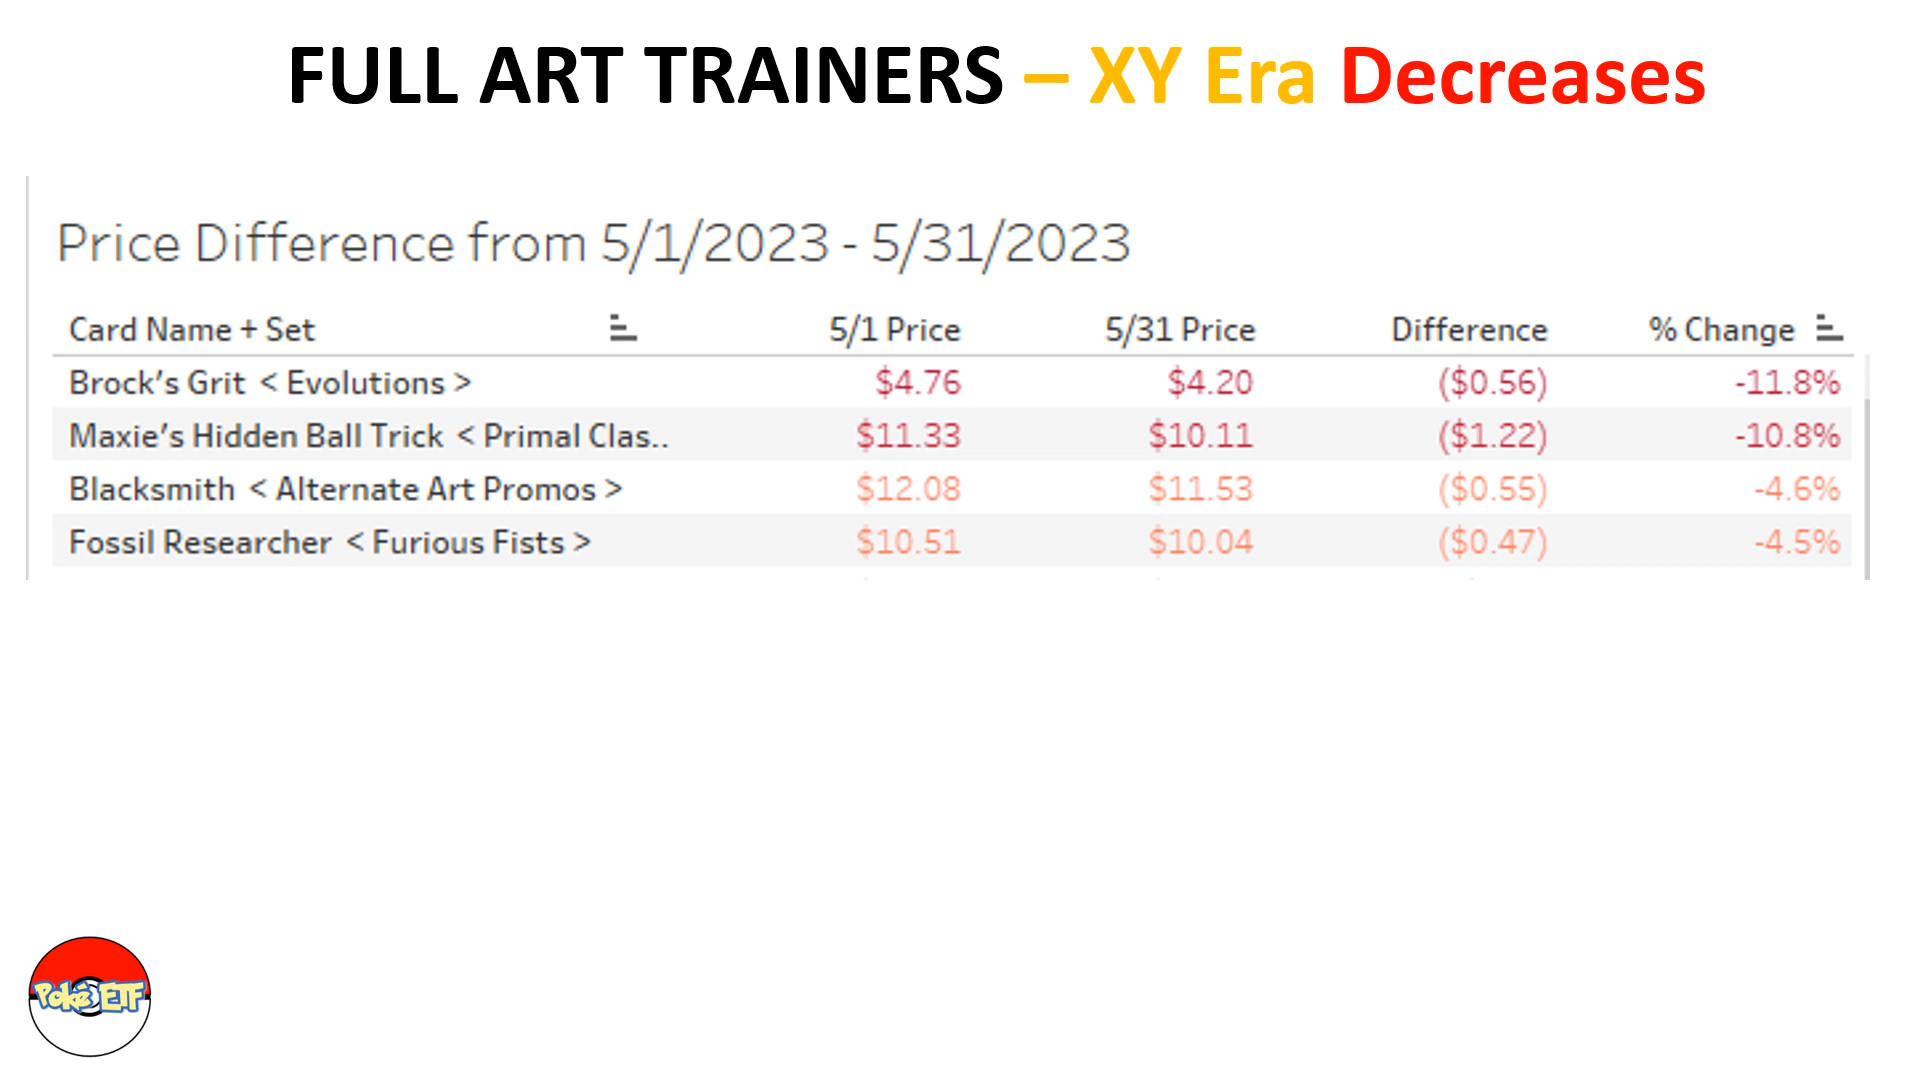 FULL ART TRAINERS – XY Era Decreases
Price Difference from 5/1/2023 - 5/31/2023
Card Name + Set 5/1 Price 5/31 Price Difference % Change
Brock’s Grit < Evolutions > $4.76 $4.20 ($0.56) -11.8%
Maxie’s Hidden Ball Trick < Primal Clas.. $11.33 $10.11 ($1.22) -10.8%
Blacksmith < Alternate Art Promos > $12.08 $11.53 ($0.55) -4.6%
Fossil Researcher < Furious Fists > $10.51 $10.04 ($0.47) -4.5%
Poké ETF